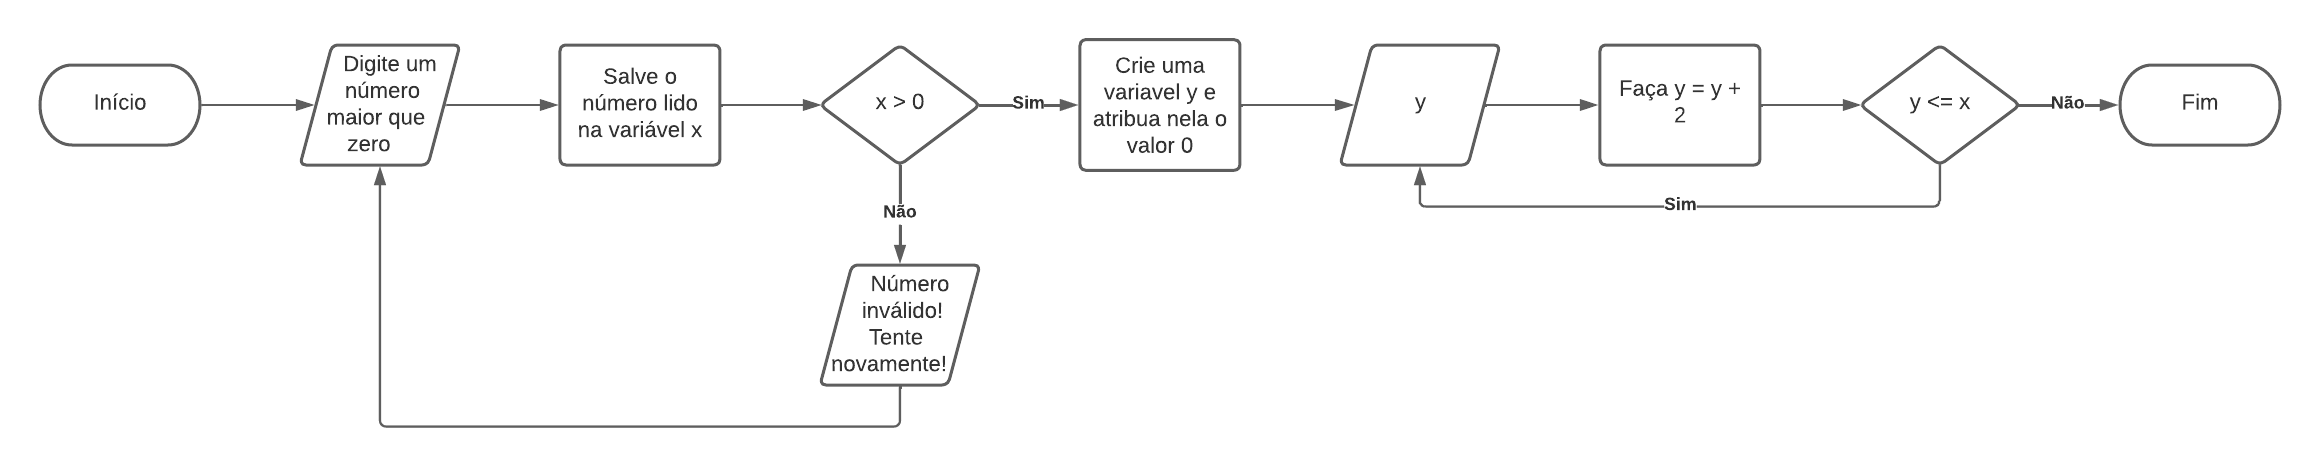 Início
Digite um
número
maior que
zero
Salve o
número lido
na variável x
x > 0
Sim
Não
Número
inválido!
Tente
novamente!
Crie uma
variavel y e
atribua nela o
valor 0
y
Faça y = y +
2
y <= x
Sim
Não
Fim